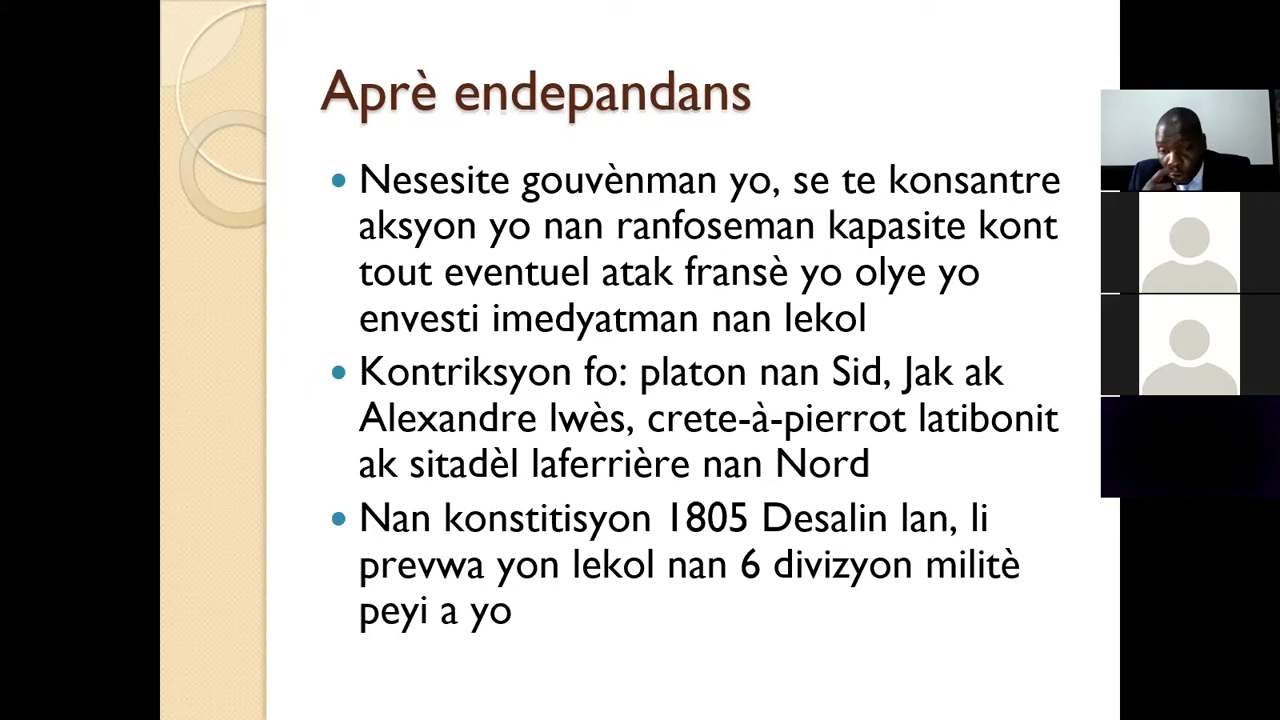 Aprè endepandans
Nesesite gouvènman yo, se te konsantre
aksyon yo nan ranfoseman kapasite kont
tout eventuel atak fransè yo olye yo
envesti imedyatman nan lekol
Kontriksyon fo: platon nan Sid, Jak ak
Alexandre lwès, crete-à-pierrot latibonit
ak sitadèl laferrière nan Nord
Nan konstitisyon 1805 Desalin lan, li
prevwa yon lekol nan 6 divizyon militè
peyi a yo